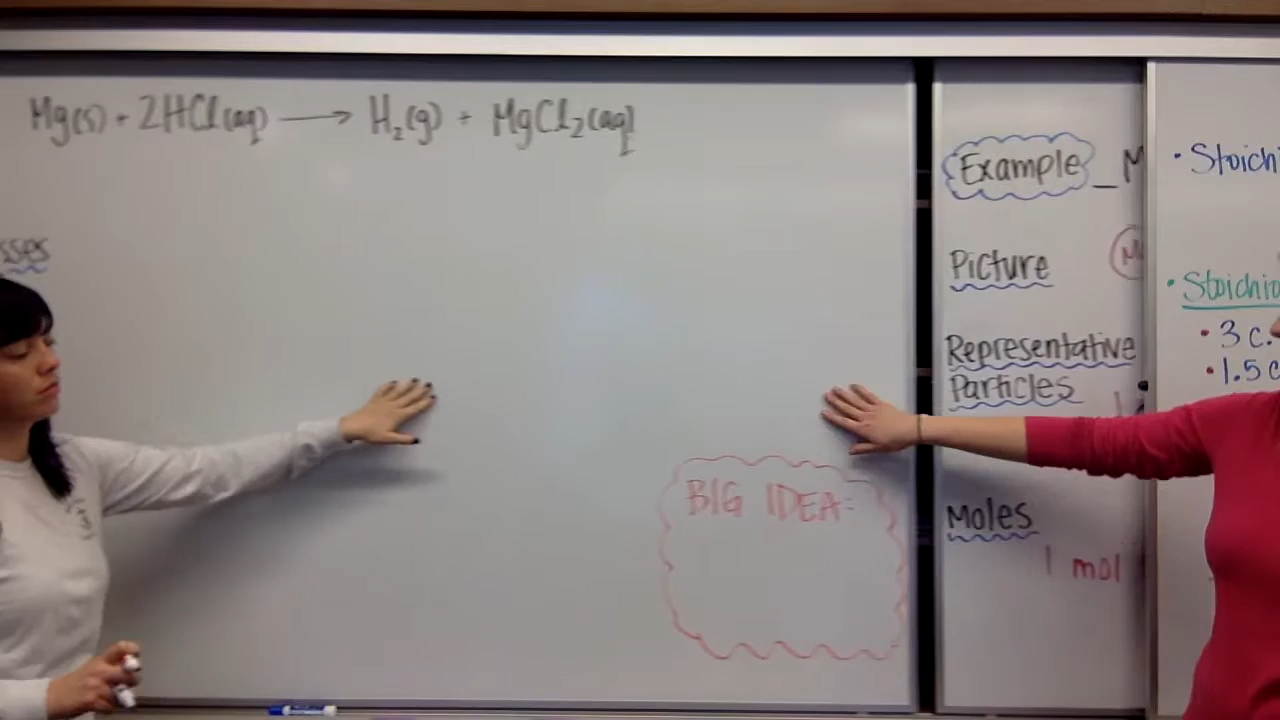 Mg(s) + 2HCl(aq) ⟶ H₂(g) + MgCl₂(aq)
sses
BIG IDEA:
Example _ M
Picture
M
Representative
Particles
Moles
1 mol
• Stoich
• Stoichio
• 3 c.
• 1.5 c